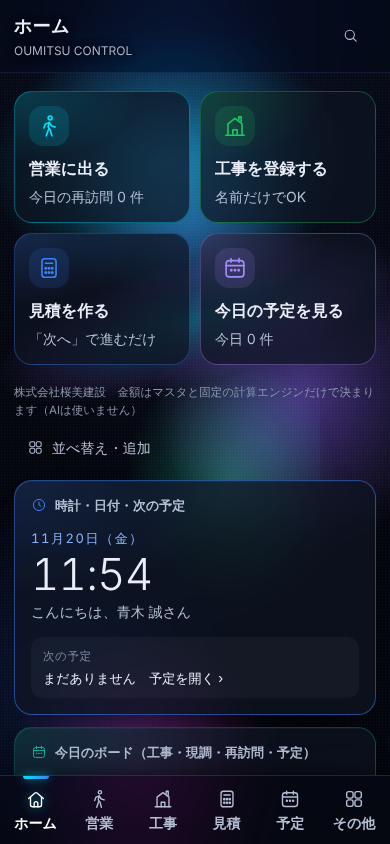 ホーム
OUMITSU CONTROL
営業に出る
今日の再訪問 0 件
工事を登録する
名前だけでOK
見積を作る
「次へ」で進むだけ
今日の予定を見る
今日 0 件
株式会社桜美建設　金額はマスタと固定の計算エンジンだけで決まり
ます（AIは使いません）
並べ替え・追加
時計・日付・次の予定
11月20日（金）
11:54
こんにちは、青木 誠さん
次の予定
まだありません　予定を開く ›
今日のボード（工事・現調・再訪問・予定）
ホーム
営業
工事
見積
予定
その他